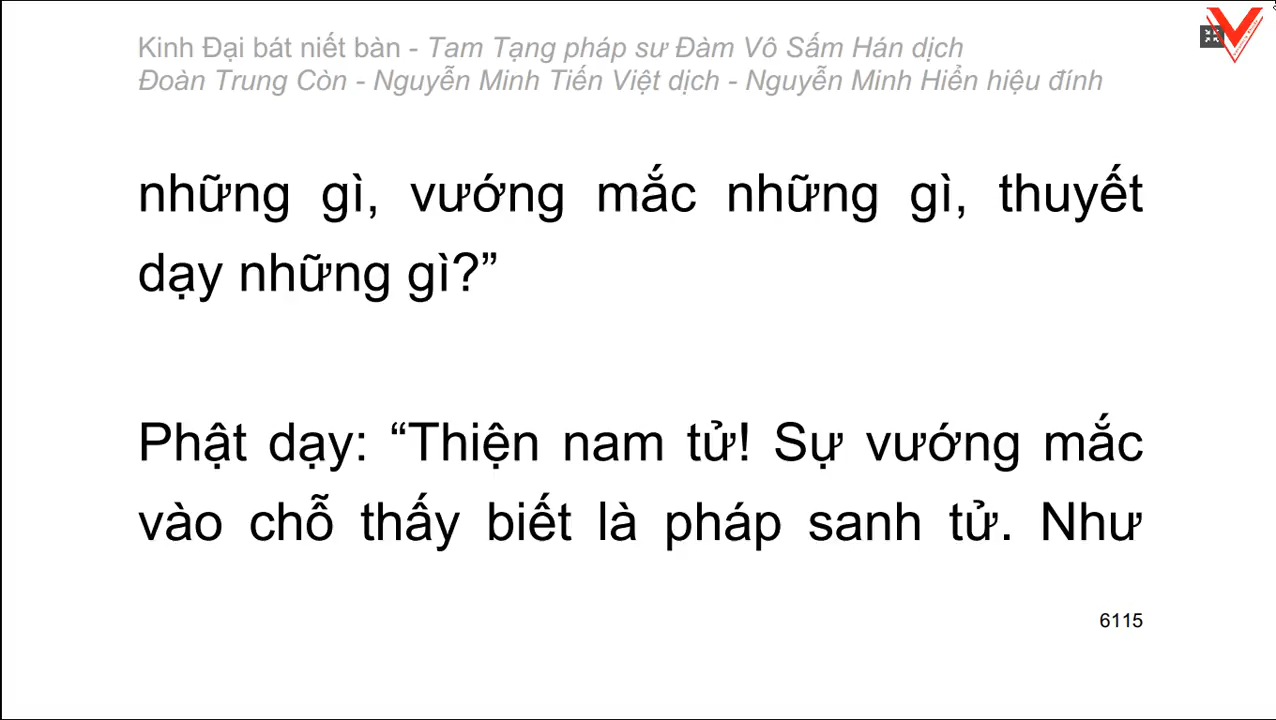 Kinh Đại bát niết bàn - Tam Tạng pháp sư Đàm Vô Sấm Hán dịch
Đoàn Trung Còn - Nguyễn Minh Tiến Việt dịch - Nguyễn Minh Hiển hiệu đính
những gì, vướng mắc những gì, thuyết
dạy những gì?”
Phật dạy: “Thiện nam tử! Sự vướng mắc
vào chỗ thấy biết là pháp sanh tử. Như
6115